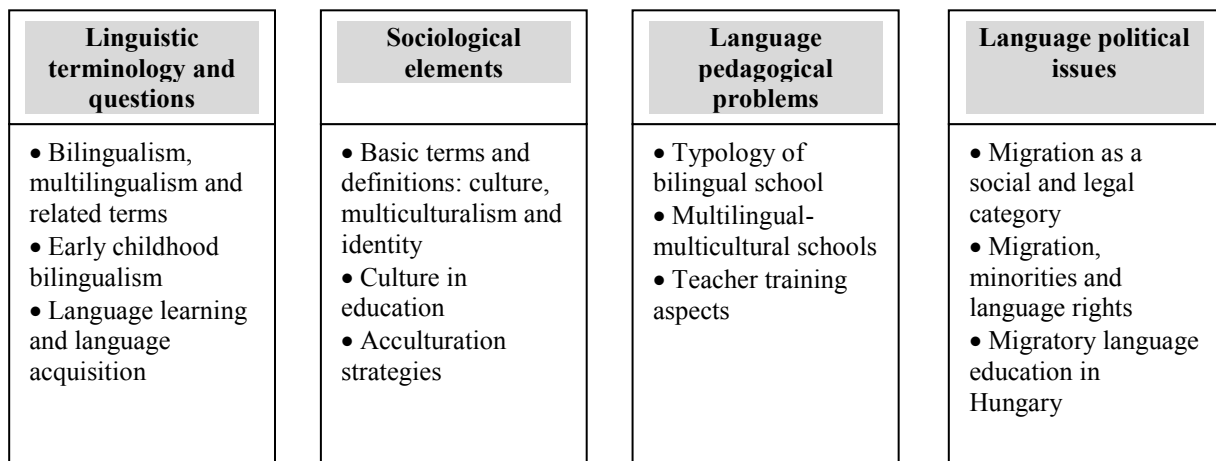 Linguistic
terminology and
questions
• Bilingualism,
multilingualism and
related terms
• Early childhood
bilingualism
• Language learning
and language
acquisition
Sociological
elements
• Basic terms and
definitions: culture,
multiculturalism and
identity
• Culture in
education
• Acculturation
strategies
Language
pedagogical
problems
• Typology of
bilingual school
• Multilingual-
multicultural schools
• Teacher training
aspects
Language political
issues
• Migration as a
social and legal
category
• Migration,
minorities and
language rights
• Migratory language
education in
Hungary